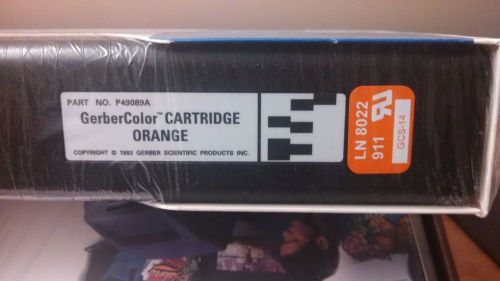 PART NO. P49089A
GerberColor™ CARTRIDGE
ORANGE
COPYRIGHT © 1993 GERBER SCIENTIFIC PRODUCTS INC.
LN 8022
911
GCS-14